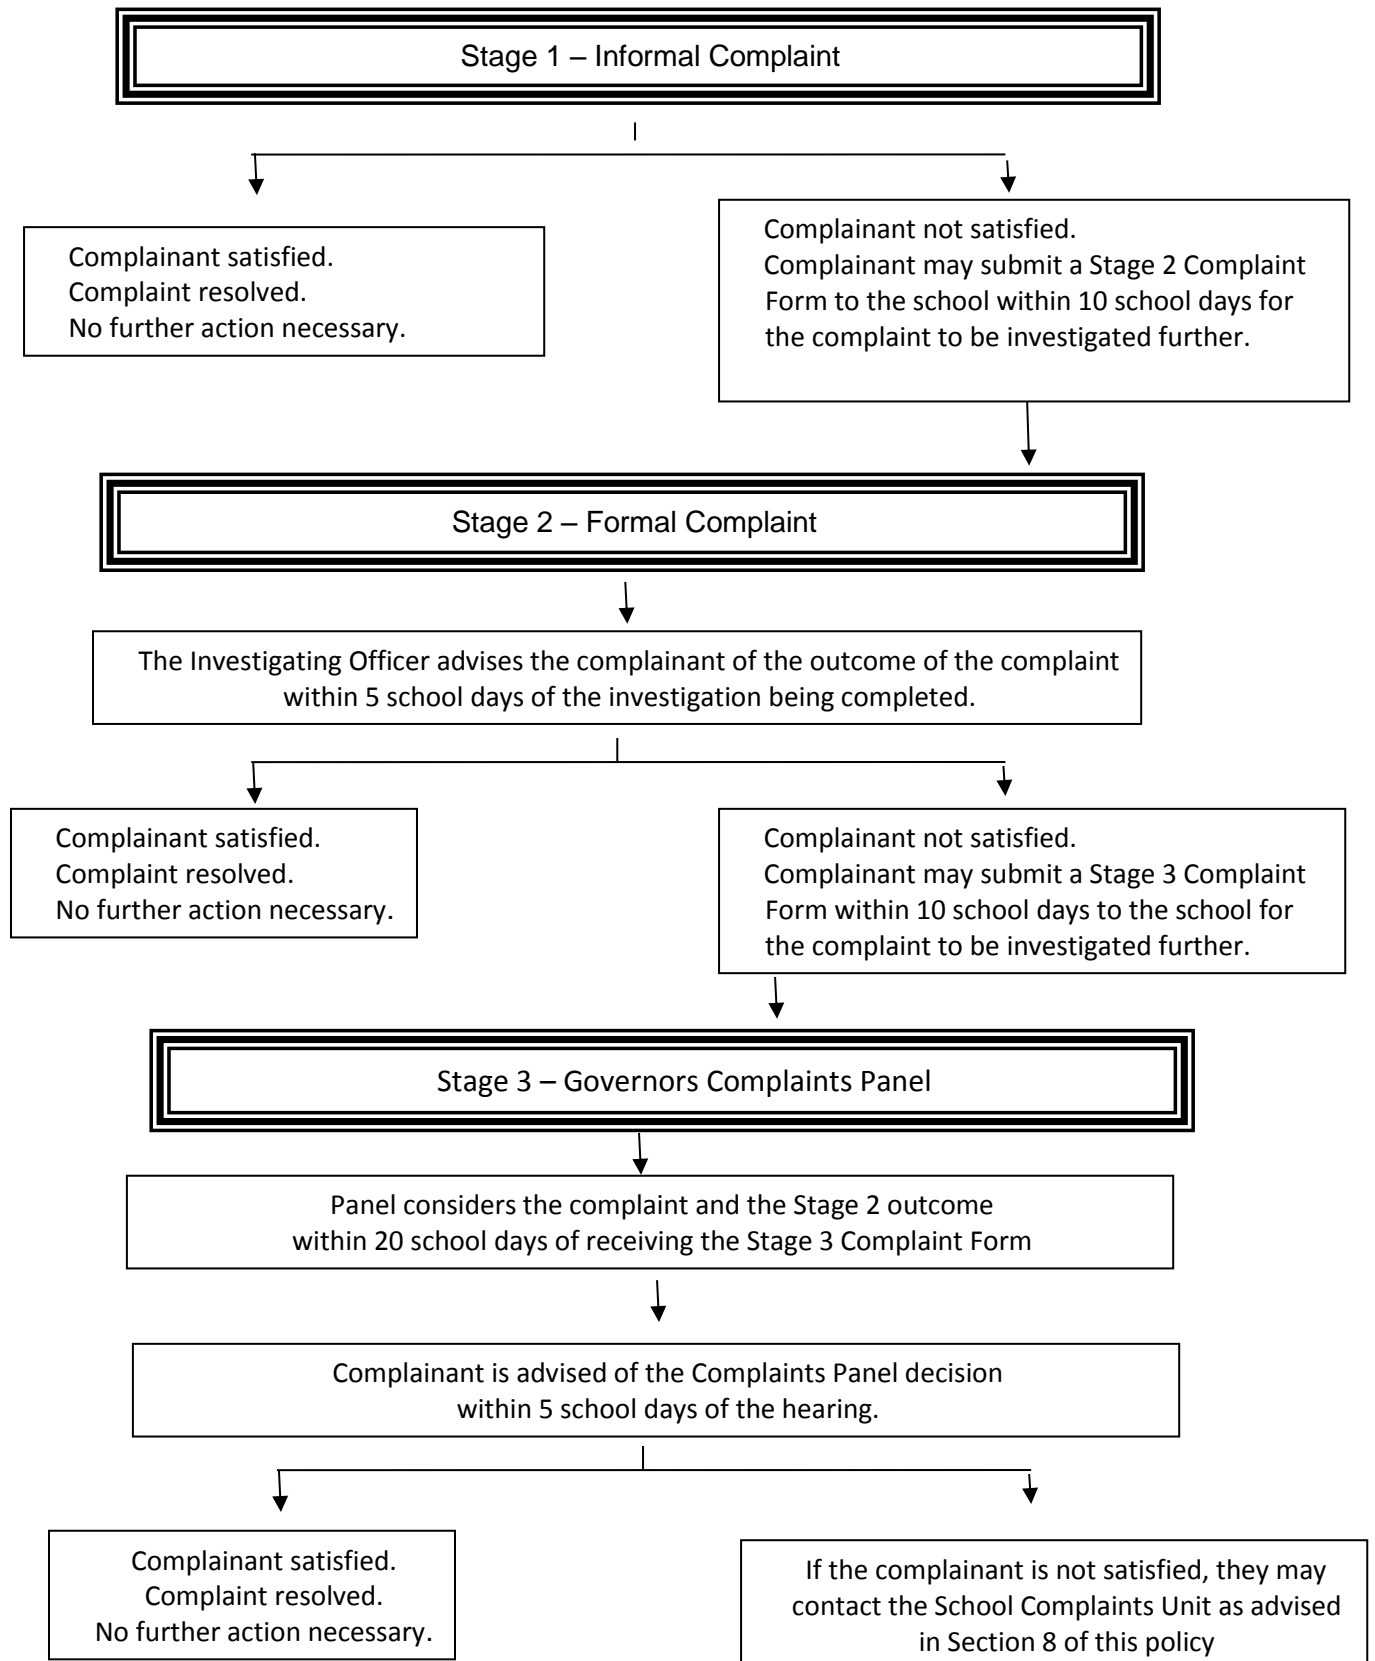 Stage 1 – Informal Complaint
Complainant satisfied.
Complaint resolved.
No further action necessary.
Complainant not satisfied.
Complainant may submit a Stage 2 Complaint
Form to the school within 10 school days for
the complaint to be investigated further.
Stage 2 – Formal Complaint
The Investigating Officer advises the complainant of the outcome of the complaint
within 5 school days of the investigation being completed.
Complainant satisfied.
Complaint resolved.
No further action necessary.
Complainant not satisfied.
Complainant may submit a Stage 3 Complaint
Form within 10 school days to the school for
the complaint to be investigated further.
Stage 3 – Governors Complaints Panel
Panel considers the complaint and the Stage 2 outcome
within 20 school days of receiving the Stage 3 Complaint Form
Complainant is advised of the Complaints Panel decision
within 5 school days of the hearing.
Complainant satisfied.
Complaint resolved.
No further action necessary.
If the complainant is not satisfied, they may
contact the School Complaints Unit as advised
in Section 8 of this policy